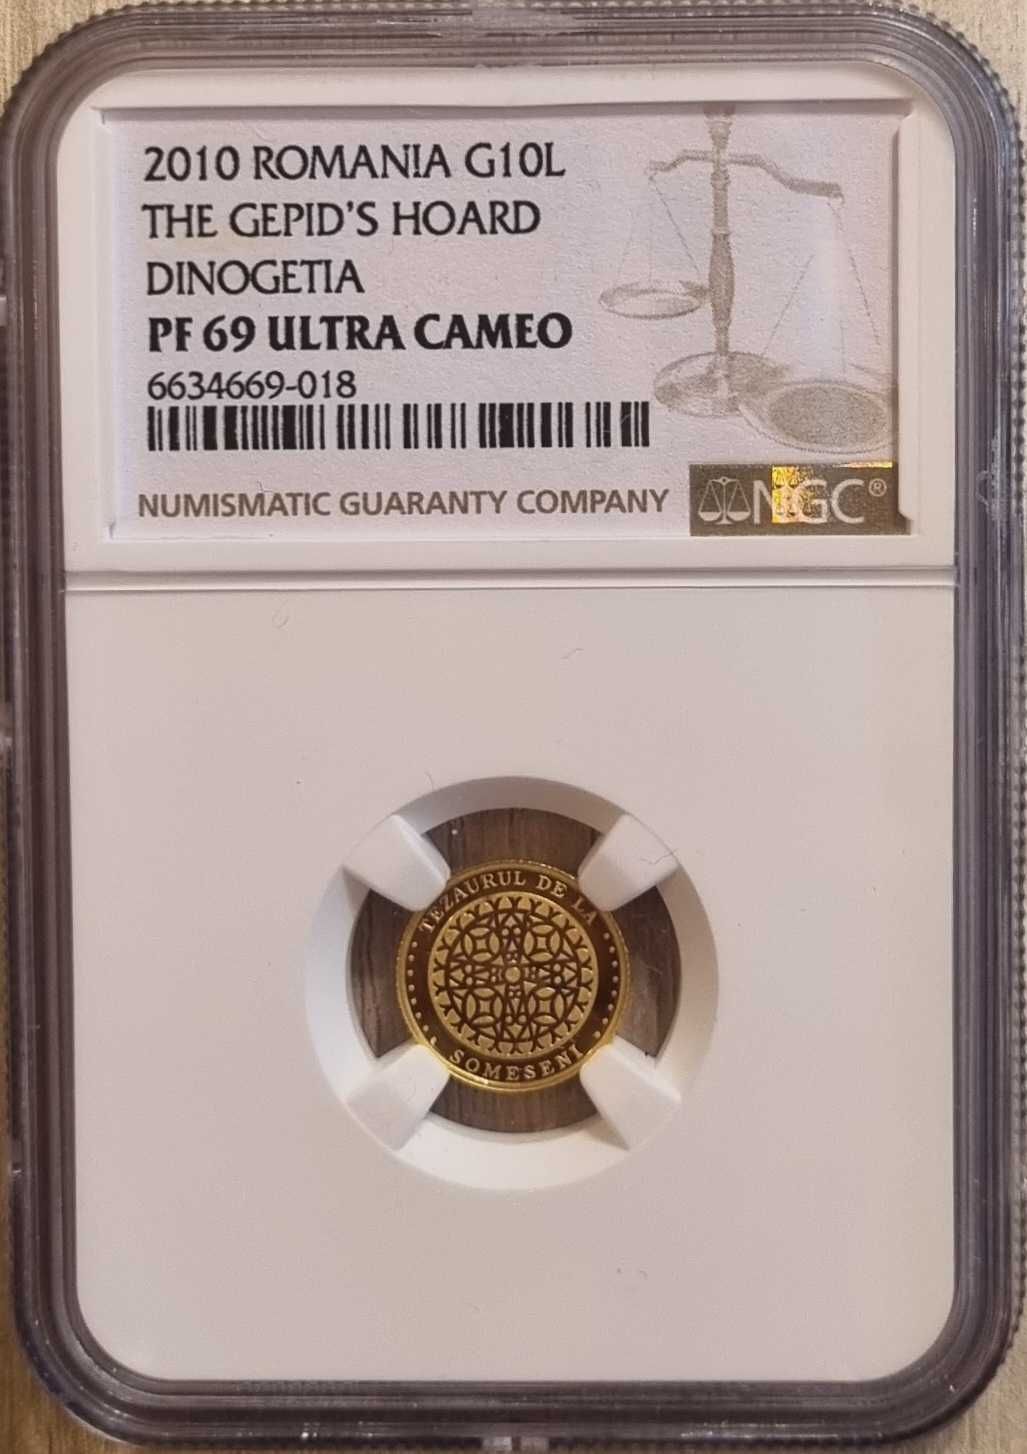 2010 ROMANIA G10L
THE GEPID'S HOARD
DINOGETIA
PF 69 ULTRA CAMEO
6634669-018
NUMISMATIC GUARANTY COMPANY
NGC®
TEZAURUL DE LA
SOMESENI